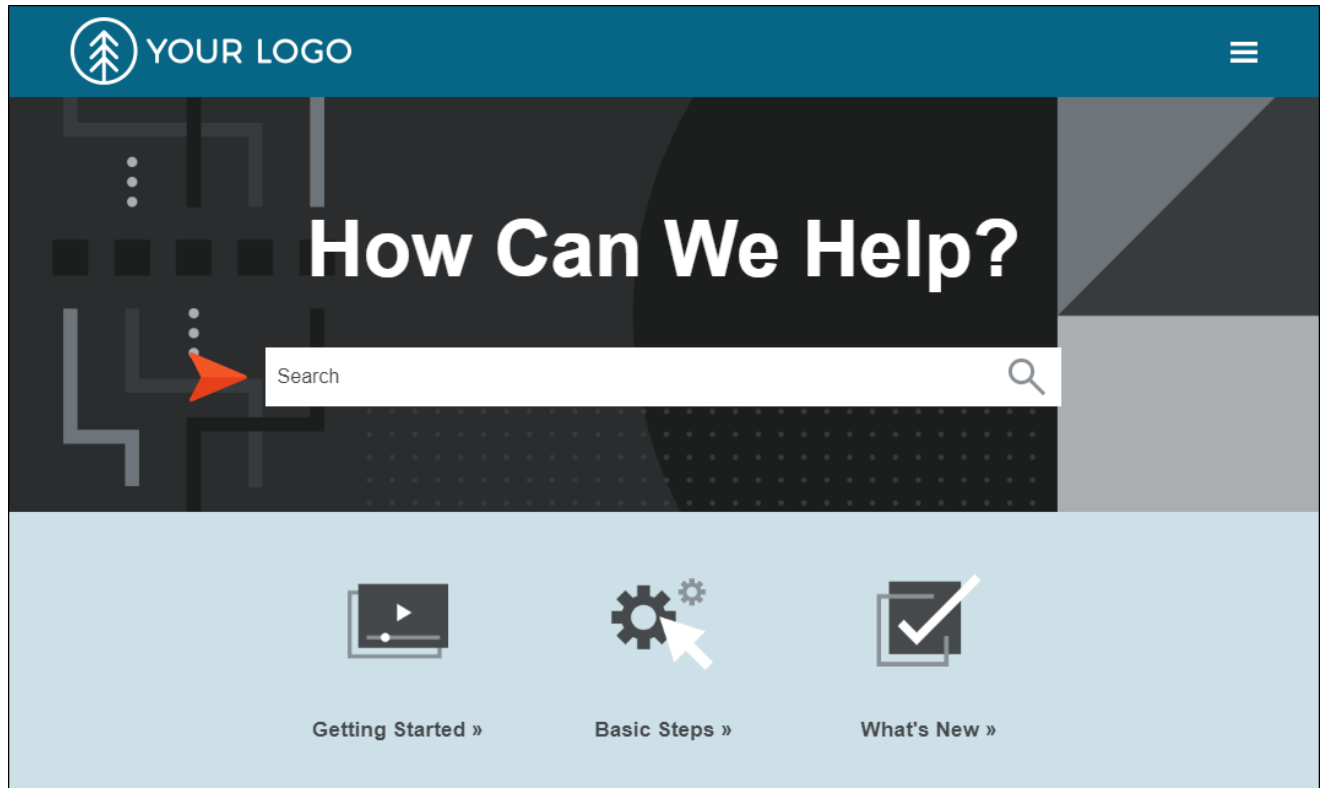 YOUR LOGO
How Can We Help?
Search
Getting Started »
Basic Steps »
What's New »